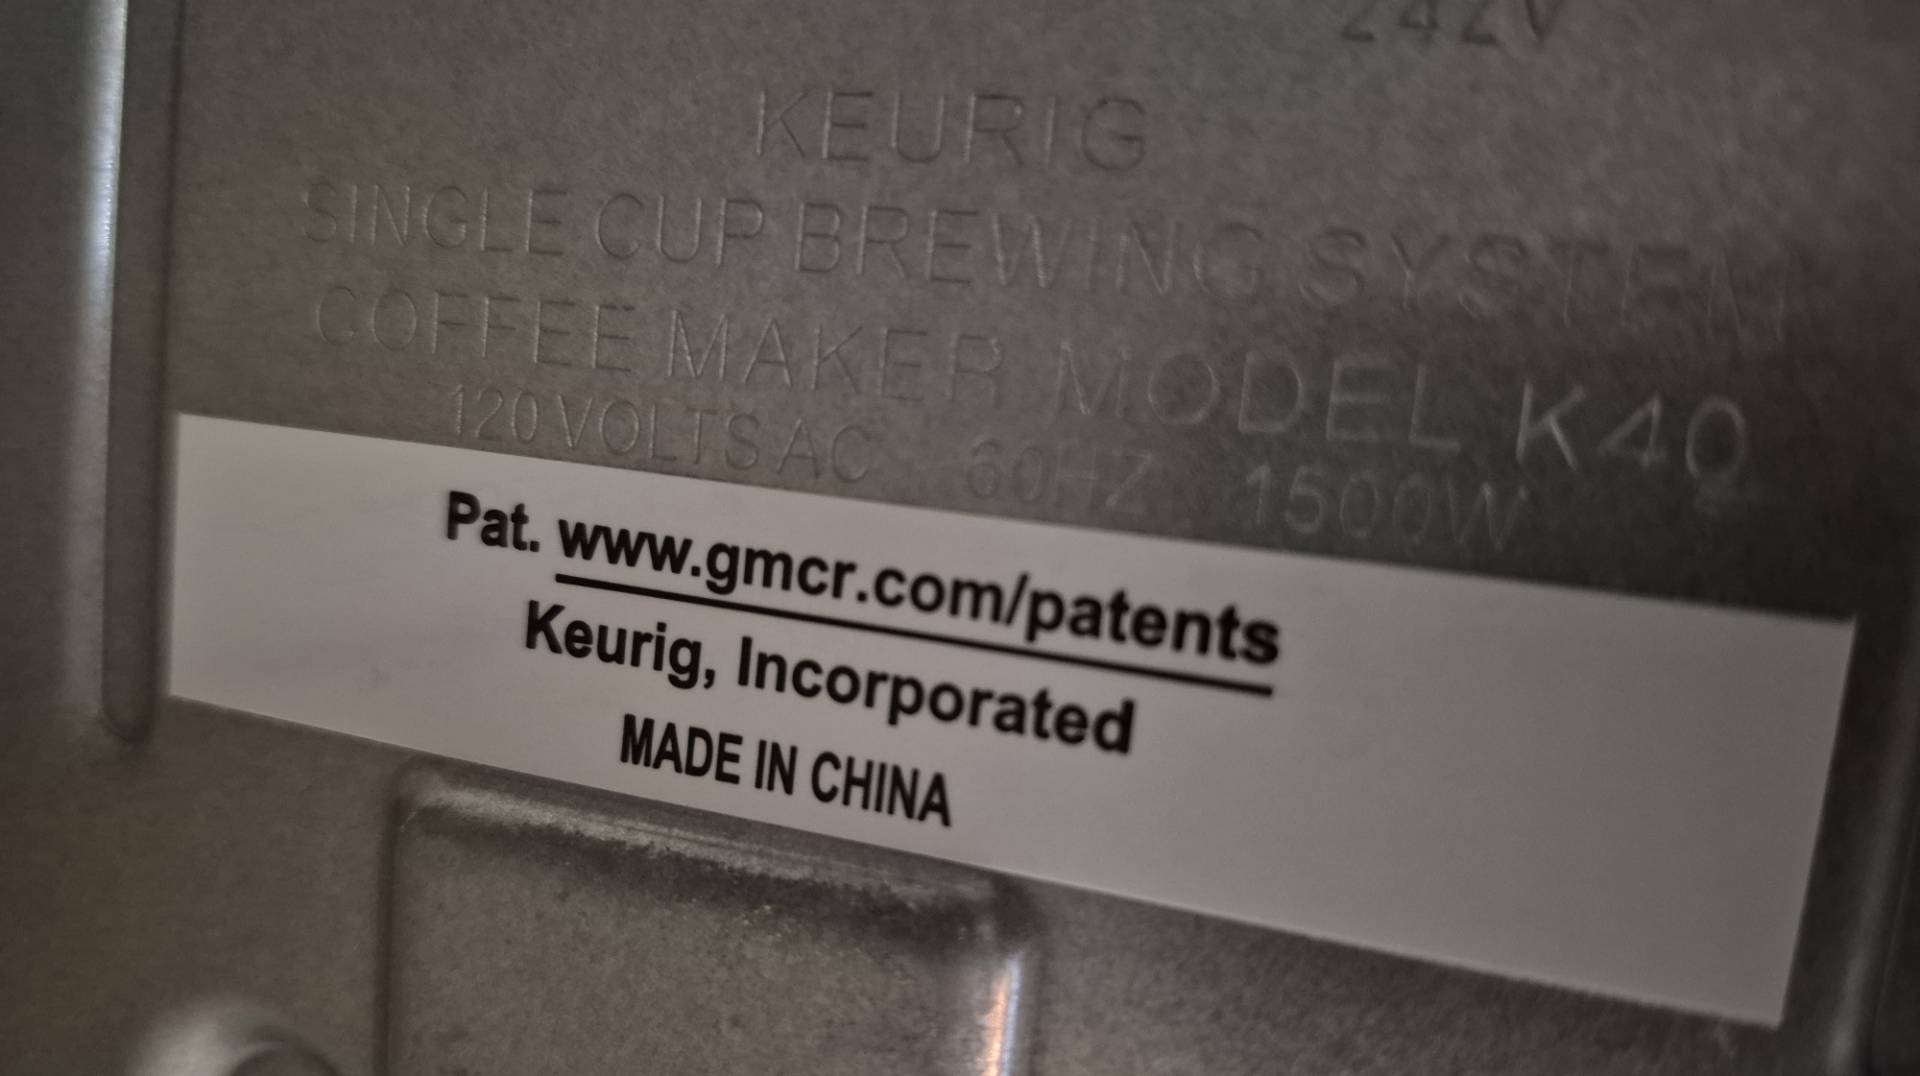 242V
KEURIG
SINGLE CUP BREWING SYSTEM
COFFEE MAKER MODEL K40
120 VOLTS AC 60HZ 1500W
Pat. www.gmcr.com/patents
Keurig, Incorporated
MADE IN CHINA